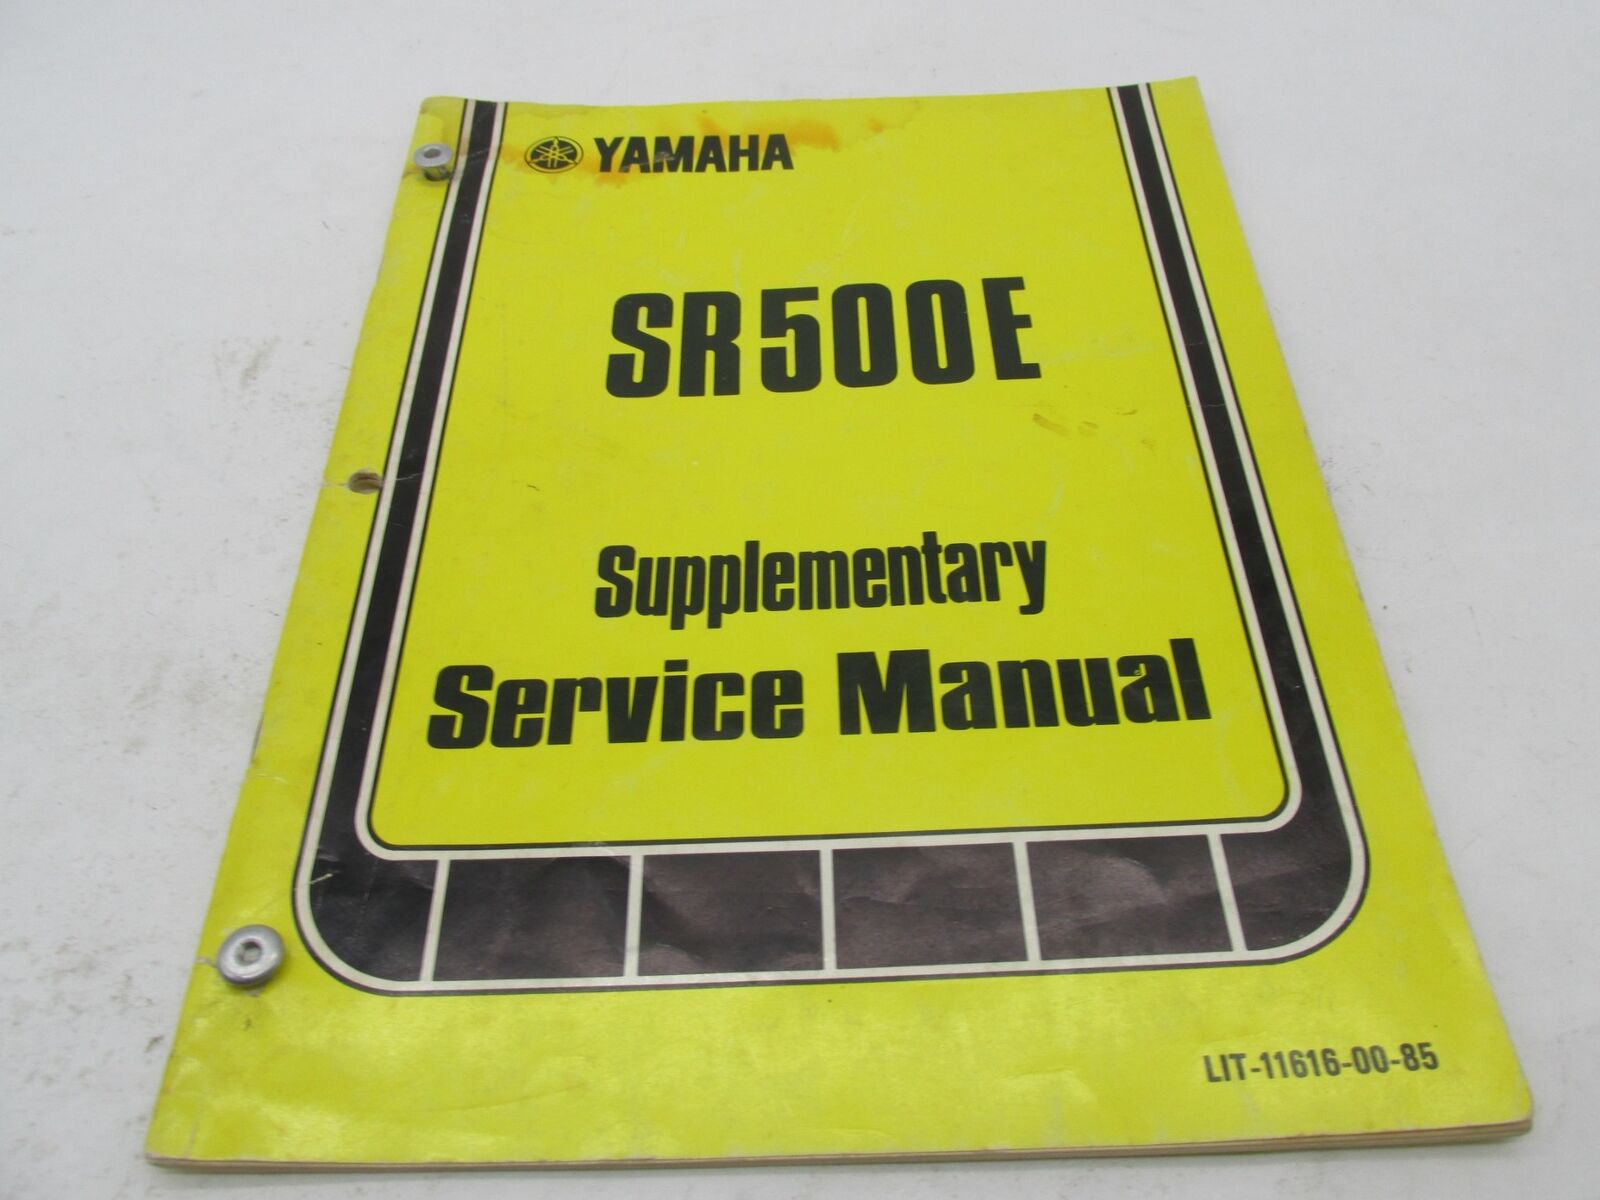 YAMAHA
SR500E
Supplementary
Service Manual
LIT-11616-00-85